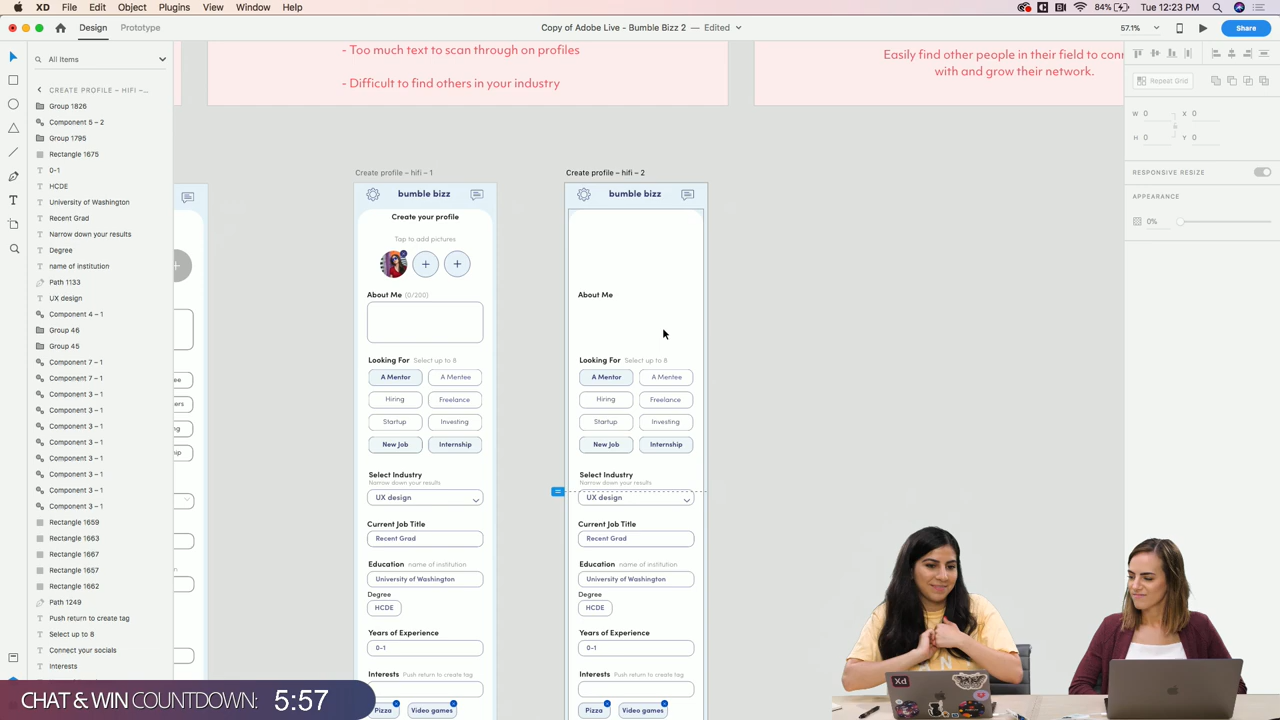 XD File Edit Object Plugins View Window Help
84% Tue 12:23 PM
Design Prototype
Copy of Adobe Live - Bumble Bizz 2 - Edited
57.1%
Share
All Items
CREATE PROFILE – HIFI –...
Group 1826
Component 5 – 2
Group 1795
Rectangle 1675
0-1
HCDE
University of Washington
Recent Grad
Narrow down your results
Degree
name of institution
Path 1133
UX design
Component 4 – 1
Group 46
Group 45
Component 7 – 1
Component 7 – 1
Component 3 – 1
Component 3 – 1
Component 3 – 1
Component 3 – 1
Component 3 – 1
Component 3 – 1
Component 3 – 1
Component 3 – 1
Rectangle 1659
Rectangle 1663
Rectangle 1667
Rectangle 1657
Rectangle 1662
Path 1249
Push return to create tag
Select up to 8
Connect your socials
Interests
- Too much text to scan through on profiles
- Difficult to find others in your industry
Easily find other people in their field to conn
with and grow their network.
Create profile – hifi – 1
bumble bizz
Create your profile
Tap to add pictures
About Me (0/200)
Looking For Select up to 8
A Mentor A Mentee
Hiring Freelance
Startup Investing
New Job Internship
Select Industry
Narrow down your results
UX design
Current Job Title
Recent Grad
Education name of institution
University of Washington
Degree
HCDE
Years of Experience
0-1
Interests Push return to create tag
Pizza Video games
Create profile – hifi – 2
bumble bizz
About Me
Looking For Select up to 8
A Mentor A Mentee
Hiring Freelance
Startup Investing
New Job Internship
Select Industry
Narrow down your results
UX design
Current Job Title
Recent Grad
Education name of institution
University of Washington
Degree
HCDE
Years of Experience
0-1
Interests Push return to create tag
Pizza Video games
Repeat Grid
W 0 X 0
H 0 Y 0
RESPONSIVE RESIZE
APPEARANCE
0%
Xd
CHAT & WIN COUNTDOWN: 5:57